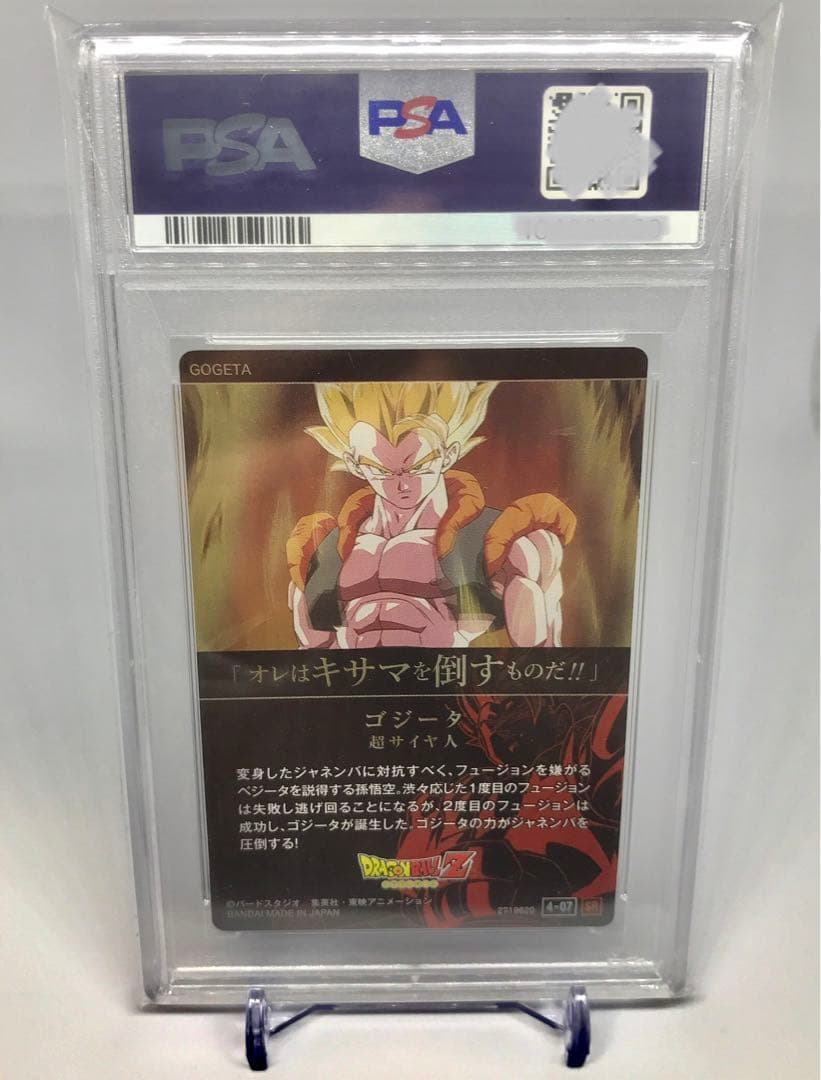 PSA PSA
GOGETA
「オレはキサマを倒すものだ!!」
ゴジータ
超サイヤ人
変身したジャネンバに対抗すべく、フュージョンを嫌がる
ベジータを説得する孫悟空。渋々応じた1度目のフュージョン
は失敗し逃げ回ることになるが、2度目のフュージョンは
成功し、ゴジータが誕生した。ゴジータの力がジャネンバを
圧倒する!
DRAGON BALL Z
©バードスタジオ/集英社・東映アニメーション
BANDAI MADE IN JAPAN
2719620 4-07 SR